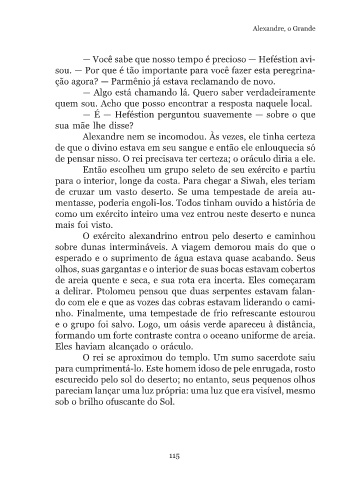 Alexandre, o Grande
— Você sabe que nosso tempo é precioso — Heféstion avi-
sou. — Por que é tão importante para você fazer esta peregrina-
ção agora? — Parmênio já estava reclamando de novo.
— Algo está chamando lá. Quero saber verdadeiramente
quem sou. Acho que posso encontrar a resposta naquele local.
— É — Heféstion perguntou suavemente — sobre o que
sua mãe lhe disse?
Alexandre nem se incomodou. Às vezes, ele tinha certeza
de que o divino estava em seu sangue e então ele enlouquecia só
de pensar nisso. O rei precisava ter certeza; o oráculo diria a ele.
Então escolheu um grupo seleto de seu exército e partiu
para o interior, longe da costa. Para chegar a Siwah, eles teriam
de cruzar um vasto deserto. Se uma tempestade de areia au-
mentasse, poderia engoli-los. Todos tinham ouvido a história de
como um exército inteiro uma vez entrou neste deserto e nunca
mais foi visto.
O exército alexandrino entrou pelo deserto e caminhou
sobre dunas intermináveis. A viagem demorou mais do que o
esperado e o suprimento de água estava quase acabando. Seus
olhos, suas gargantas e o interior de suas bocas estavam cobertos
de areia quente e seca, e sua rota era incerta. Eles começaram
a delirar. Ptolomeu pensou que duas serpentes estavam falan-
do com ele e que as vozes das cobras estavam liderando o cami-
nho. Finalmente, uma tempestade de frio refrescante estourou
e o grupo foi salvo. Logo, um oásis verde apareceu à distância,
formando um forte contraste contra o oceano uniforme de areia.
Eles haviam alcançado o oráculo.
O rei se aproximou do templo. Um sumo sacerdote saiu
para cumprimentá-lo. Este homem idoso de pele enrugada, rosto
escurecido pelo sol do deserto; no entanto, seus pequenos olhos
pareciam lançar uma luz própria: uma luz que era visível, mesmo
sob o brilho ofuscante do Sol.
115